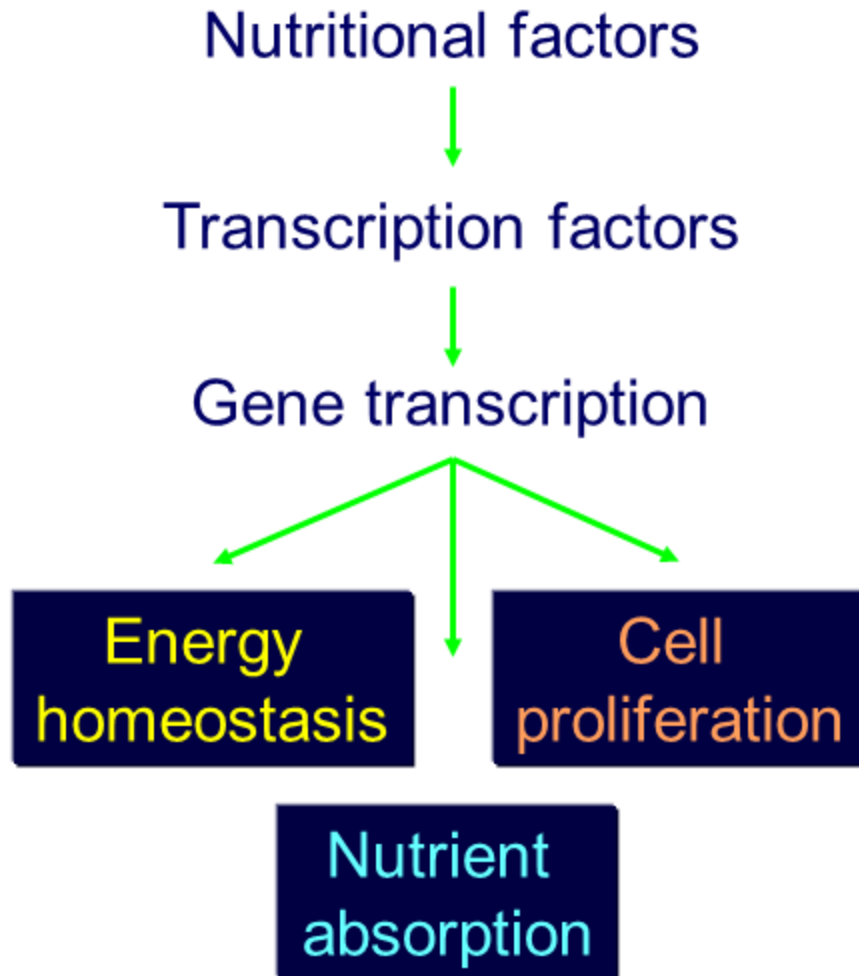 Nutritional factors
Transcription factors
Gene transcription
Energy
homeostasis
Cell
proliferation
Nutrient
absorption